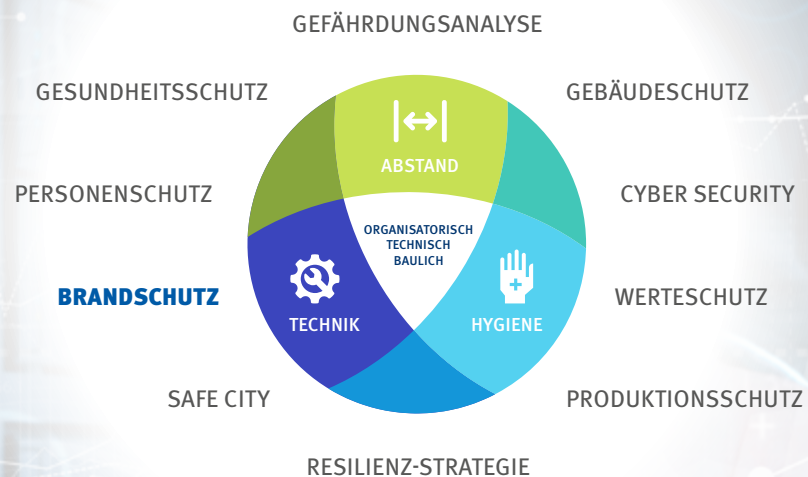 GEFÄHRDUNGSANALYSE
GESUNDHEITSSCHUTZ
GEBÄUDESCHUTZ
ABSTAND
PERSONENSCHUTZ
CYBER SECURITY
ORGANISATORISCH
TECHNISCH
BAULICH
BRANDSCHUTZ
WERTESCHUTZ
TECHNIK
HYGIENE
SAFE CITY
PRODUKTIONSSCHUTZ
RESILIENZ-STRATEGIE